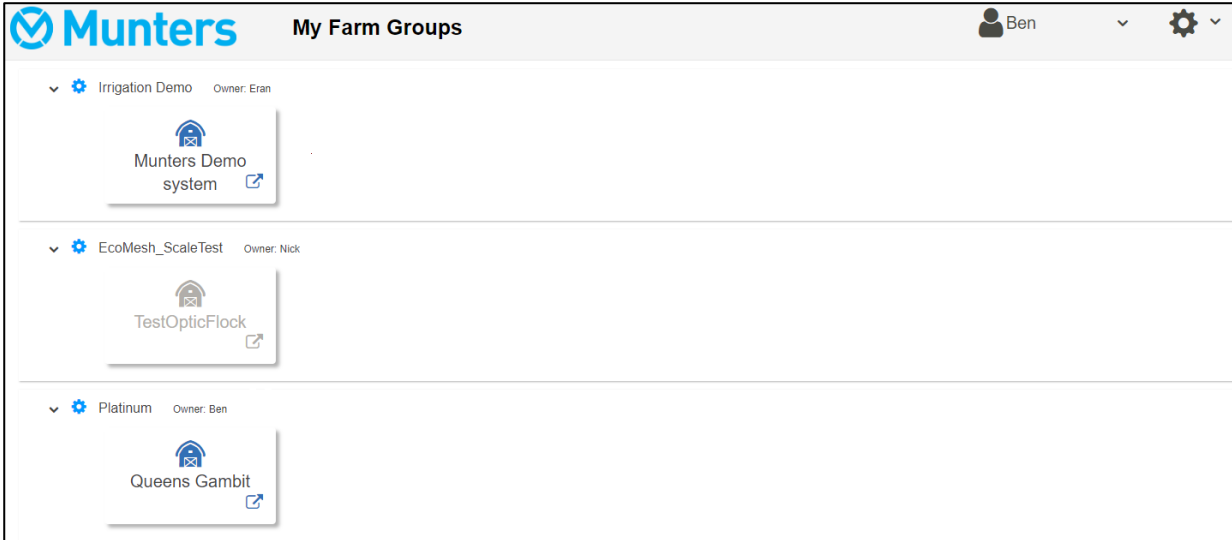 Munters My Farm Groups Ben
Irrigation Demo Owner: Eran
Munters Demo
system
EcoMesh_ScaleTest Owner: Nick
TestOpticFlock
Platinum Owner: Ben
Queens Gambit